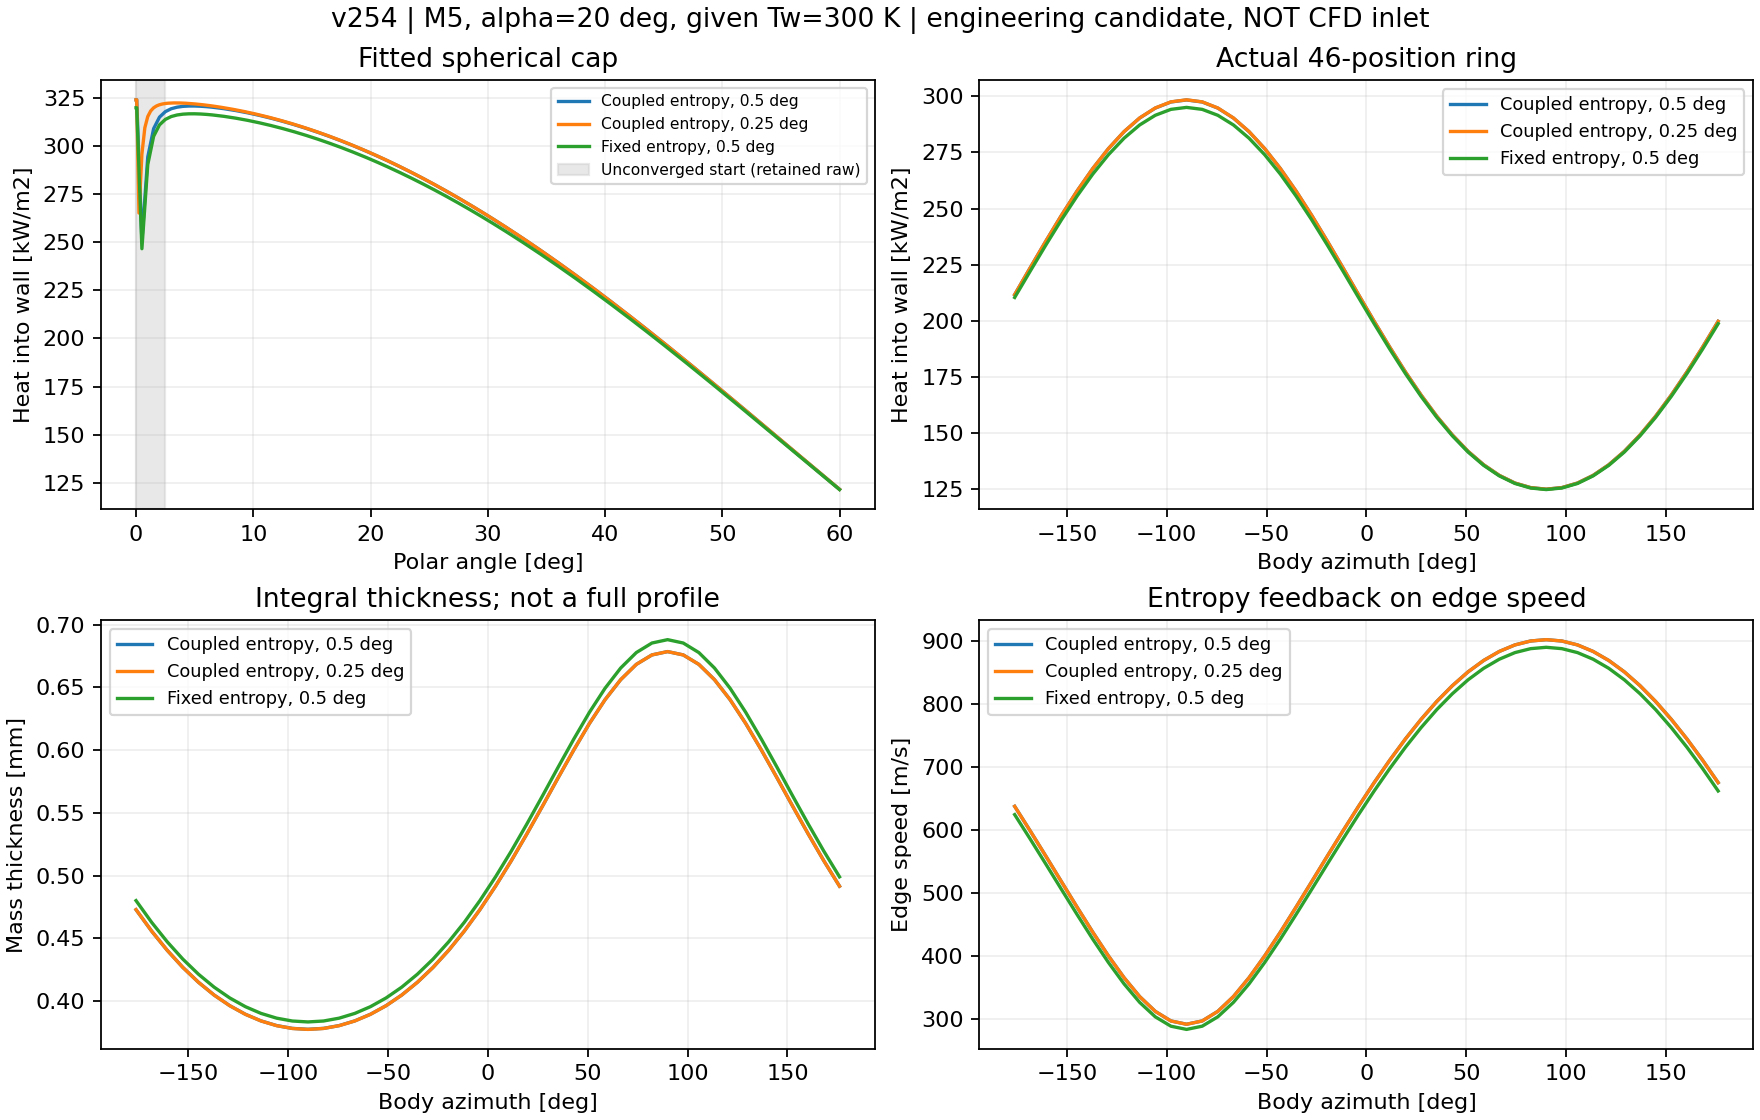 v254 | M5, alpha=20 deg, given Tw=300 K | engineering candidate, NOT CFD inlet
Fitted spherical cap
Heat into wall [kW/m2]
325
300
275
250
225
200
175
150
125
Coupled entropy, 0.5 deg
Coupled entropy, 0.25 deg
Fixed entropy, 0.5 deg
Unconverged start (retained raw)
0 10 20 30 40 50 60
Polar angle [deg]
Actual 46-position ring
Heat into wall [kW/m2]
300
275
250
225
200
175
150
125
Coupled entropy, 0.5 deg
Coupled entropy, 0.25 deg
Fixed entropy, 0.5 deg
−150 −100 −50 0 50 100 150
Body azimuth [deg]
Integral thickness; not a full profile
Mass thickness [mm]
0.70
0.65
0.60
0.55
0.50
0.45
0.40
Coupled entropy, 0.5 deg
Coupled entropy, 0.25 deg
Fixed entropy, 0.5 deg
−150 −100 −50 0 50 100 150
Body azimuth [deg]
Entropy feedback on edge speed
Edge speed [m/s]
900
800
700
600
500
400
300
Coupled entropy, 0.5 deg
Coupled entropy, 0.25 deg
Fixed entropy, 0.5 deg
−150 −100 −50 0 50 100 150
Body azimuth [deg]